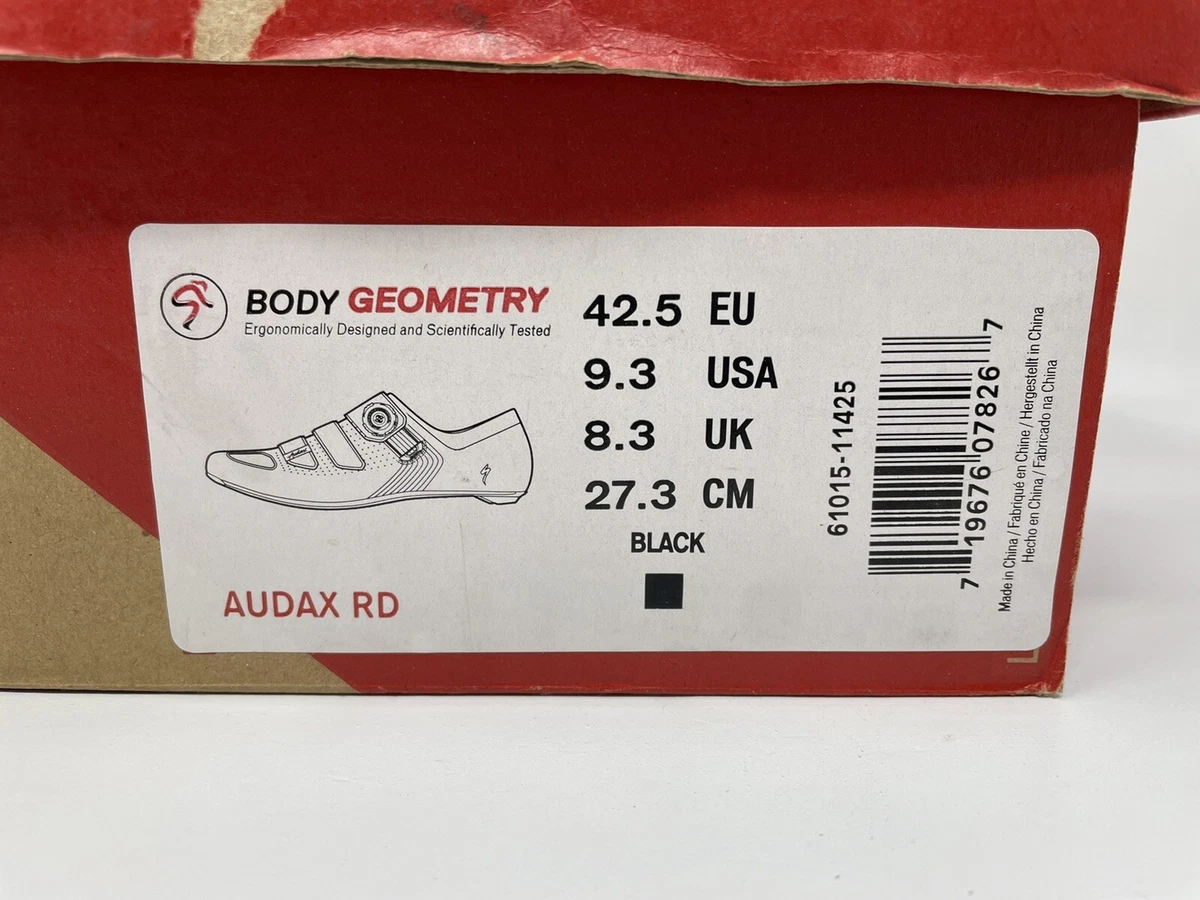 BODY GEOMETRY
Ergonomically Designed and Scientifically Tested
AUDAX RD
42.5 EU
9.3 USA
8.3 UK
27.3 CM
BLACK
61015-11425
7 19676 07826 7
Made in China / Fabriqué en Chine / Hergestellt in China
Hecho en China / Fabricado na China